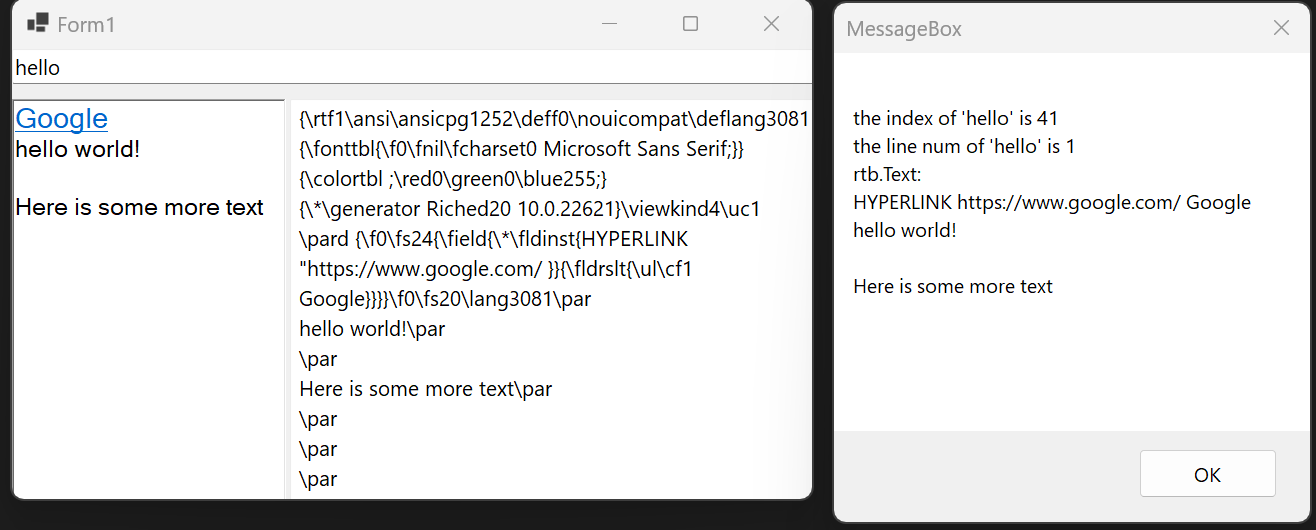 Form1
hello
Google
hello world!
Here is some more text
{\rtf1\ansi\ansicpg1252\deff0\nouicompat\deflang3081
{\fonttbl{\f0\fnil\fcharset0 Microsoft Sans Serif;}}
{\colortbl ;\red0\green0\blue255;}
{\*\generator Riched20 10.0.22621}\viewkind4\uc1
\pard {\f0\fs24{\field{\*\fldinst{HYPERLINK
"https://www.google.com/ }}{\fldrslt{\ul\cf1
Google}}}}\f0\fs20\lang3081\par
hello world!\par
\par
Here is some more text\par
\par
\par
\par
MessageBox
the index of 'hello' is 41
the line num of 'hello' is 1
rtb.Text:
HYPERLINK https://www.google.com/ Google
hello world!
Here is some more text
OK